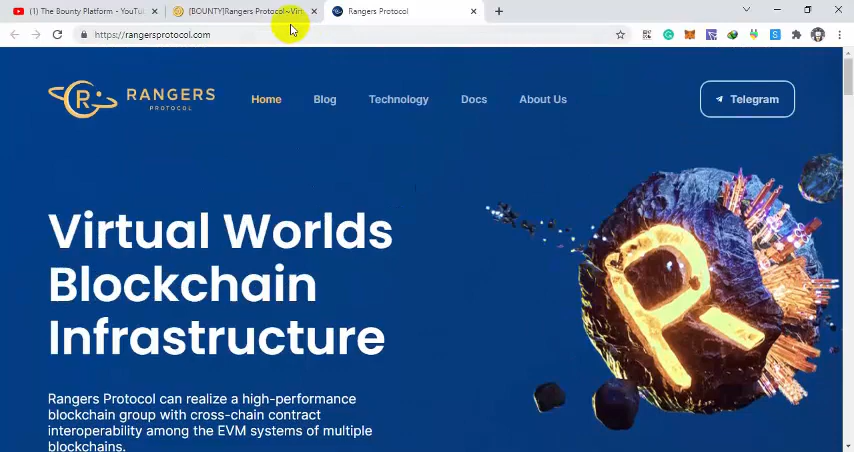 (1) The Bounty Platform - YouTu
[BOUNTY]Rangers Protocol~Virt
Rangers Protocol
https://rangersprotocol.com
RANGERS
PROTOCOL
Home
Blog
Technology
Docs
About Us
Telegram
Virtual Worlds
Blockchain
Infrastructure
Rangers Protocol can realize a high-performance
blockchain group with cross-chain contract
interoperability among the EVM systems of multiple
blockchains.